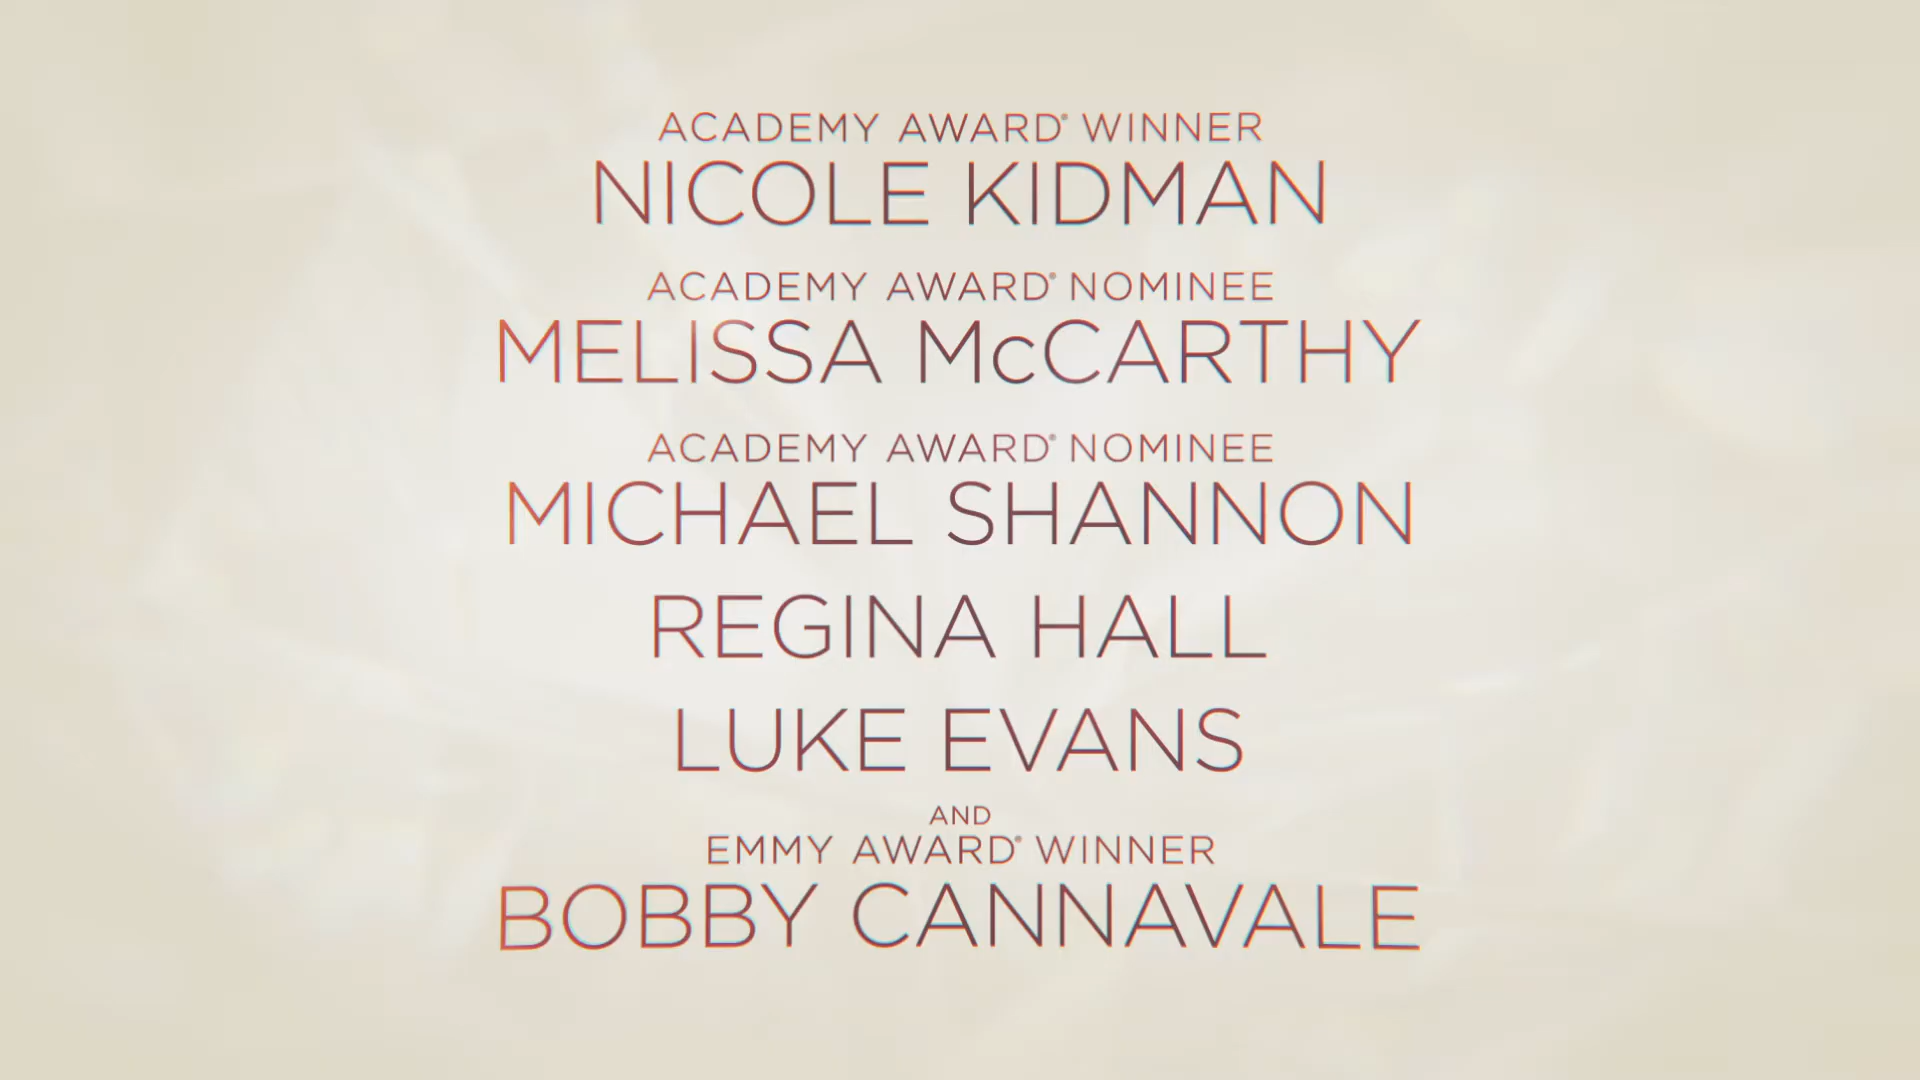 ACADEMY AWARD® WINNER
NICOLE KIDMAN
ACADEMY AWARD® NOMINEE
MELISSA McCARTHY
ACADEMY AWARD® NOMINEE
MICHAEL SHANNON
REGINA HALL
LUKE EVANS
AND
EMMY AWARD® WINNER
BOBBY CANNAVALE